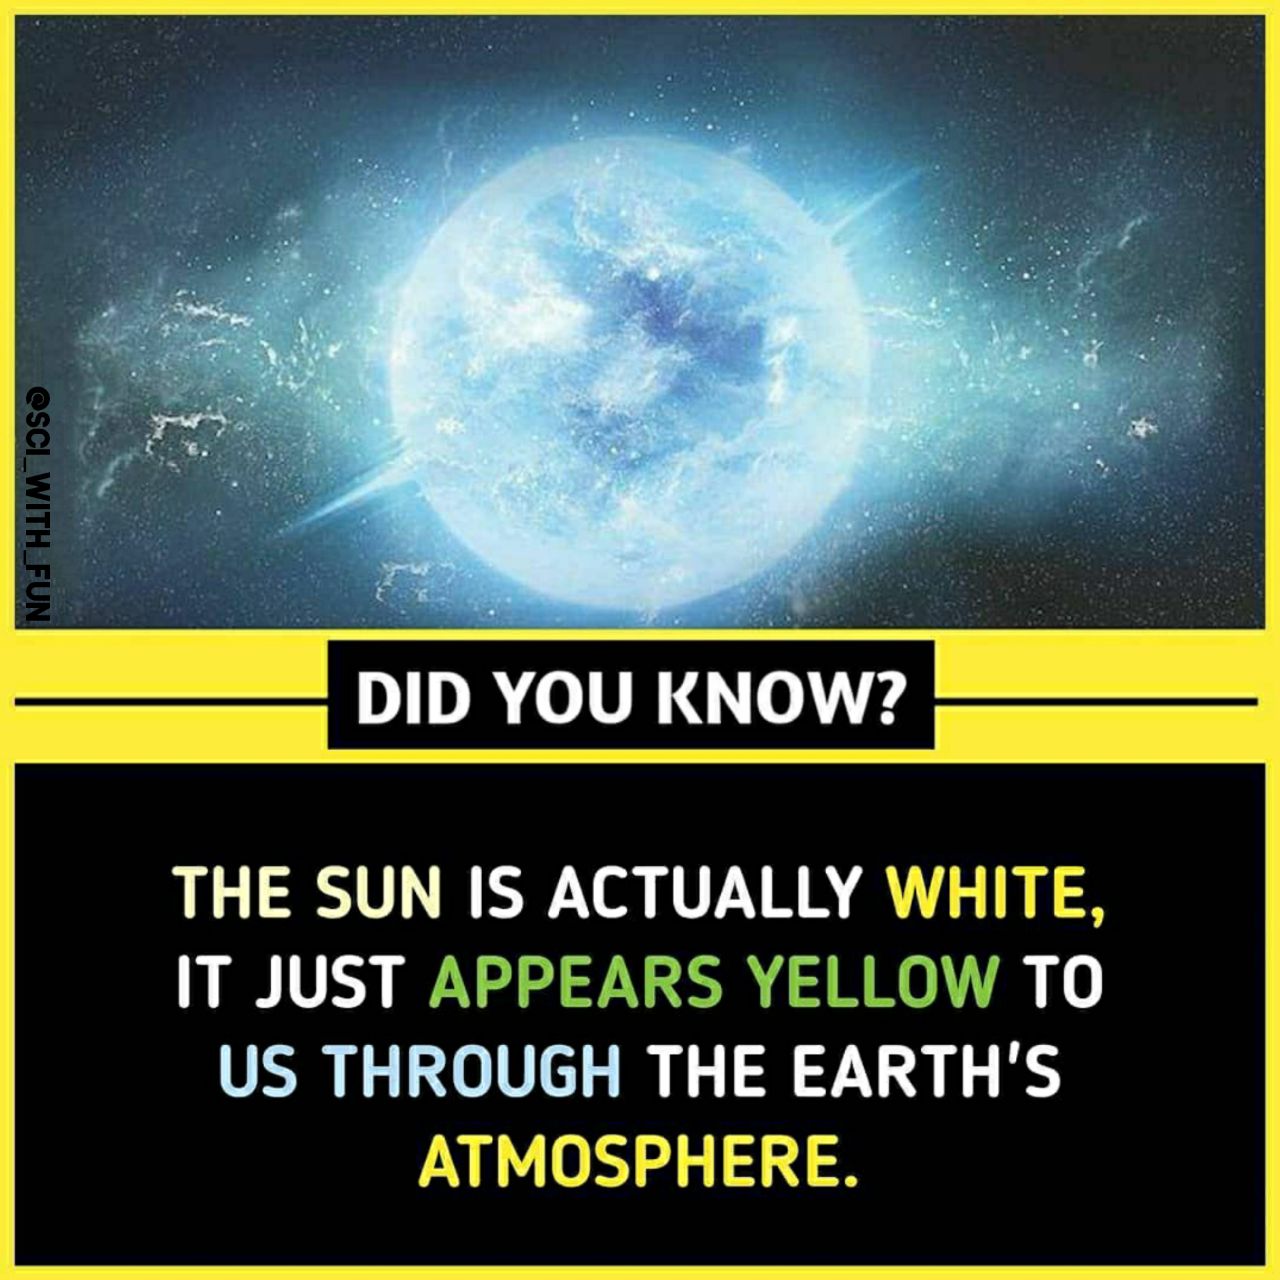 @SCI_WITH_FUN
DID YOU KNOW?
THE SUN IS ACTUALLY WHITE,
IT JUST APPEARS YELLOW TO
US THROUGH THE EARTH'S
ATMOSPHERE.